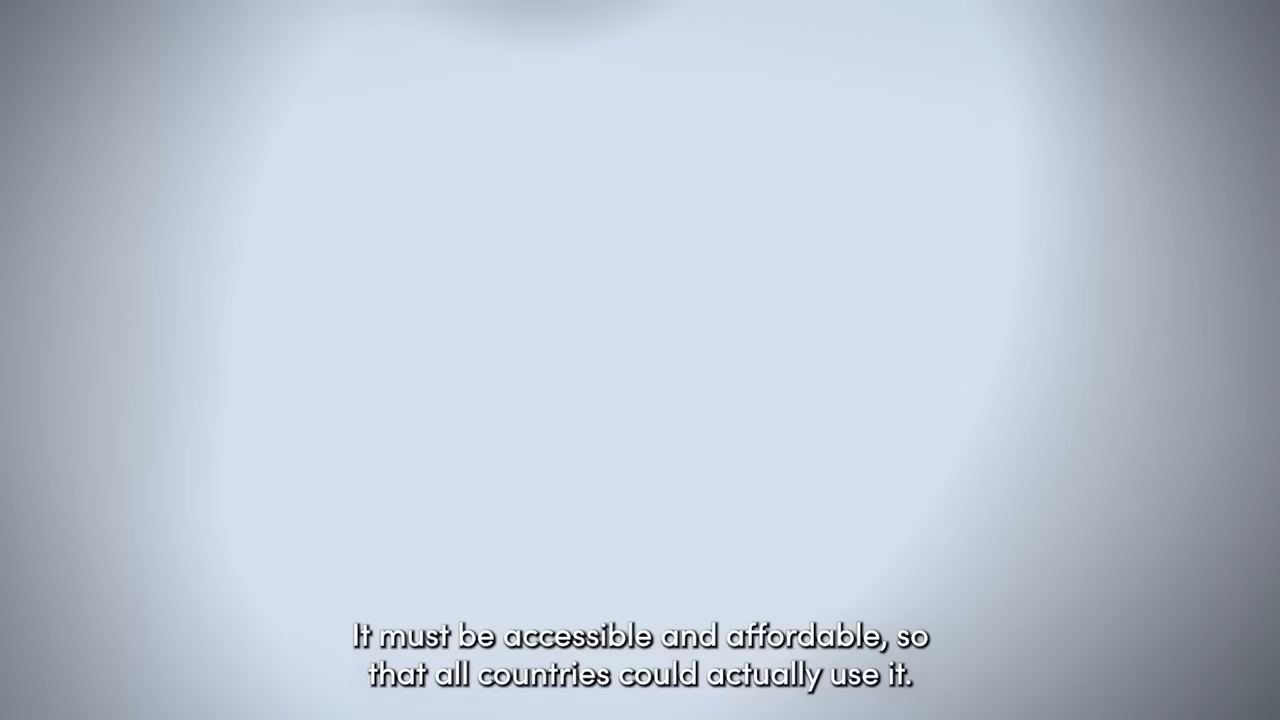 It must be accessible and affordable, so
that all countries could actually use it.